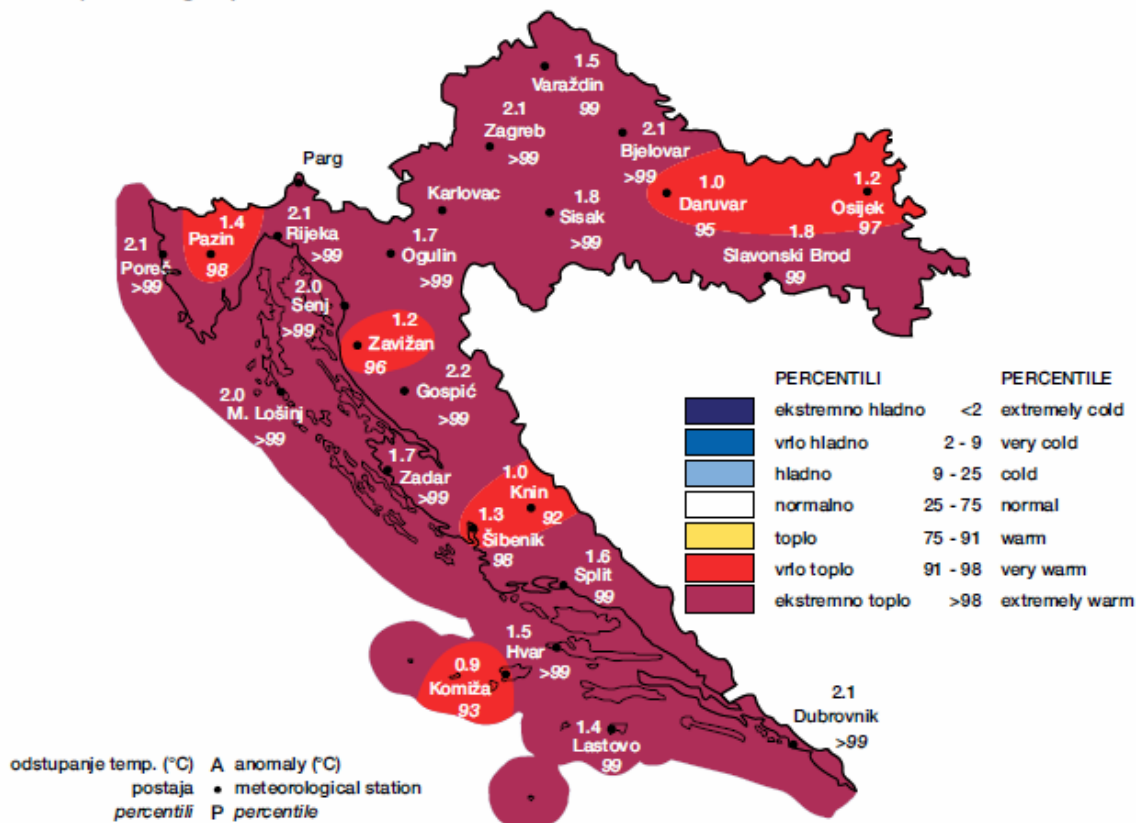 1.5
Varaždin
99
2.1
Zagreb
>99
2.1
Bjelovar
>99
Parg
Karlovac
1.0
Daruvar
95
1.2
Osijek
97
1.8
Sisak
>99
1.8
Slavonski Brod
99
2.1
Poreč
>99
1.4
Pazin
98
2.1
Rijeka
>99
1.7
Ogulin
>99
2.0
Senj
>99
1.2
Zavižan
96
2.2
Gospić
>99
2.0
M. Lošinj
>99
1.7
Zadar
>99
1.0
Knin
92
1.3
Šibenik
98
1.6
Split
99
1.5
Hvar
>99
0.9
Komiža
93
1.4
Lastovo
99
2.1
Dubrovnik
>99
PERCENTILI PERCENTILE
ekstremno hladno <2 extremely cold
vrlo hladno 2 - 9 very cold
hladno 9 - 25 cold
normalno 25 - 75 normal
toplo 75 - 91 warm
vrlo toplo 91 - 98 very warm
ekstremno toplo >98 extremely warm
odstupanje temp. (°C) A anomaly (°C)
postaja • meteorological station
percentili P percentile